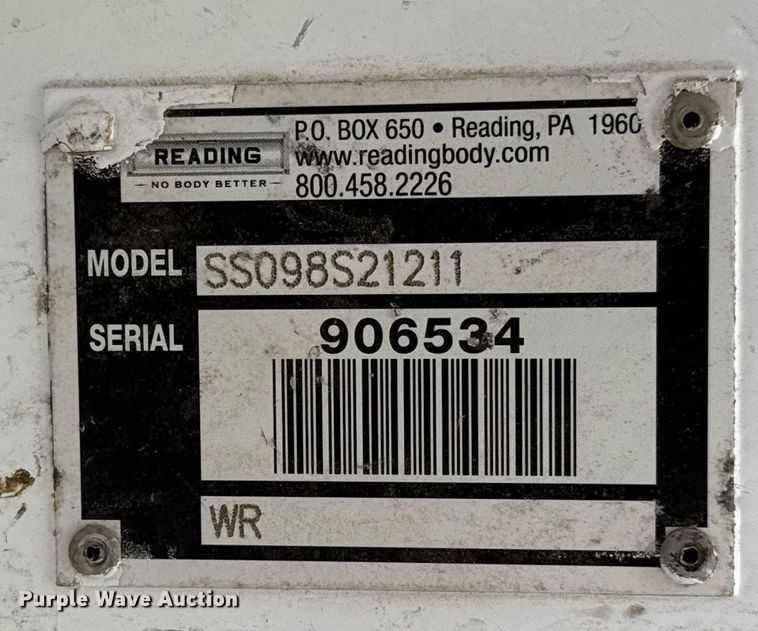 P.O. BOX 650 • Reading, PA 1960
READING
www.readingbody.com
NO BODY BETTER
800.458.2226
MODEL SS098S21211
SERIAL 906534
WR
Purple Wave Auction